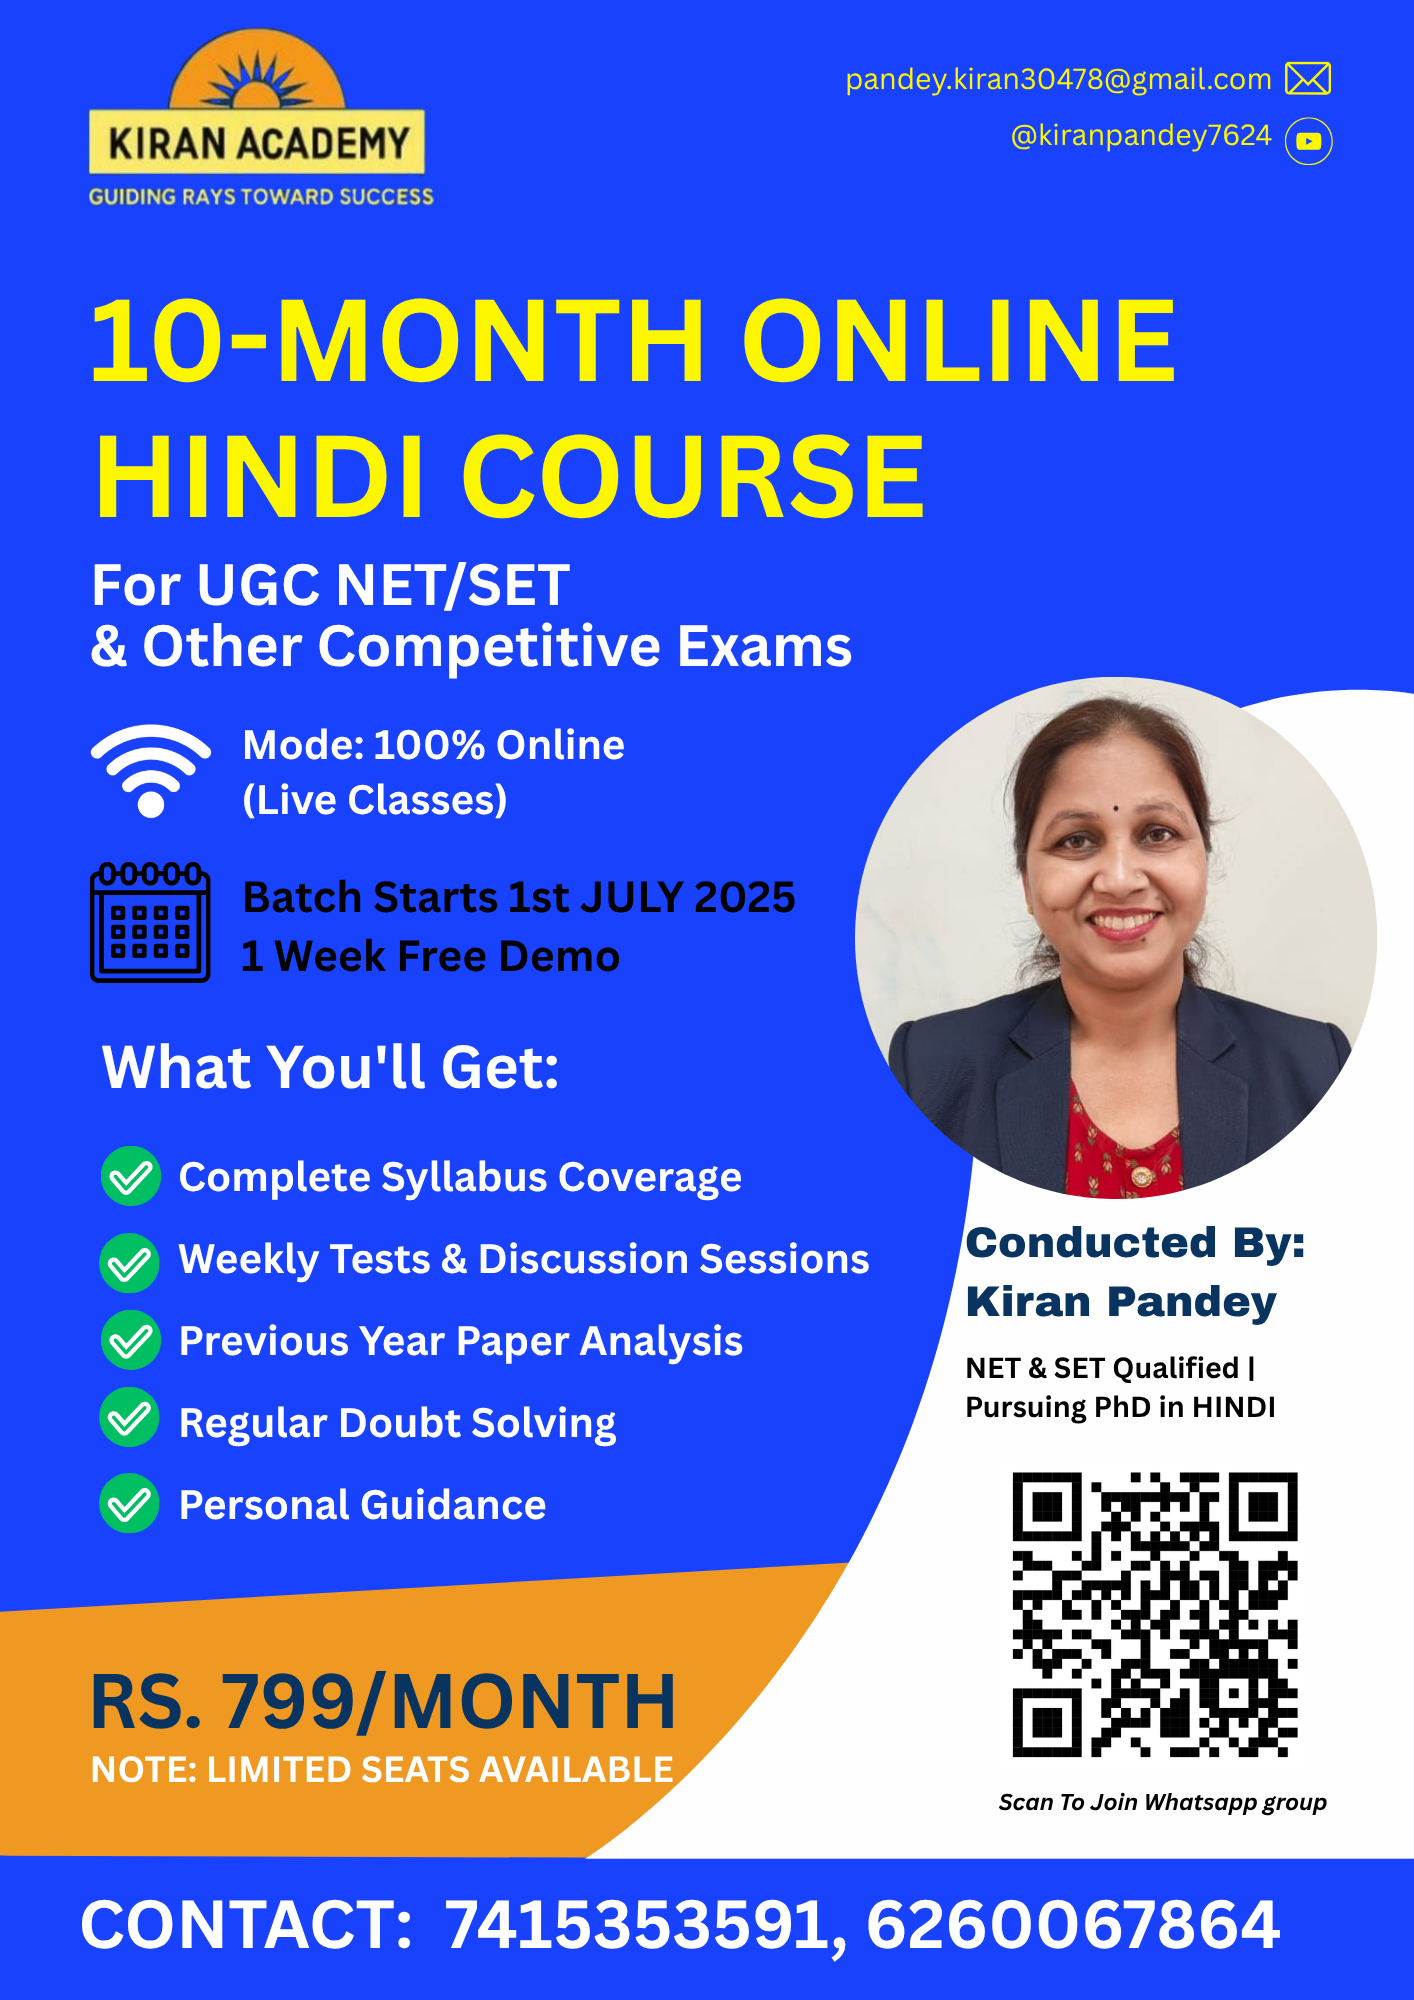 KIRAN ACADEMY
GUIDING RAYS TOWARD SUCCESS
pandey.kiran30478@gmail.com
@kiranpandey7624
10-MONTH ONLINE
HINDI COURSE
For UGC NET/SET
& Other Competitive Exams
Mode: 100% Online
(Live Classes)
Batch Starts 1st JULY 2025
1 Week Free Demo
What You'll Get:
Complete Syllabus Coverage
Weekly Tests & Discussion Sessions
Previous Year Paper Analysis
Regular Doubt Solving
Personal Guidance
Conducted By:
Kiran Pandey
NET & SET Qualified |
Pursuing PhD in HINDI
Scan To Join Whatsapp group
RS. 799/MONTH
NOTE: LIMITED SEATS AVAILABLE
CONTACT: 7415353591, 6260067864